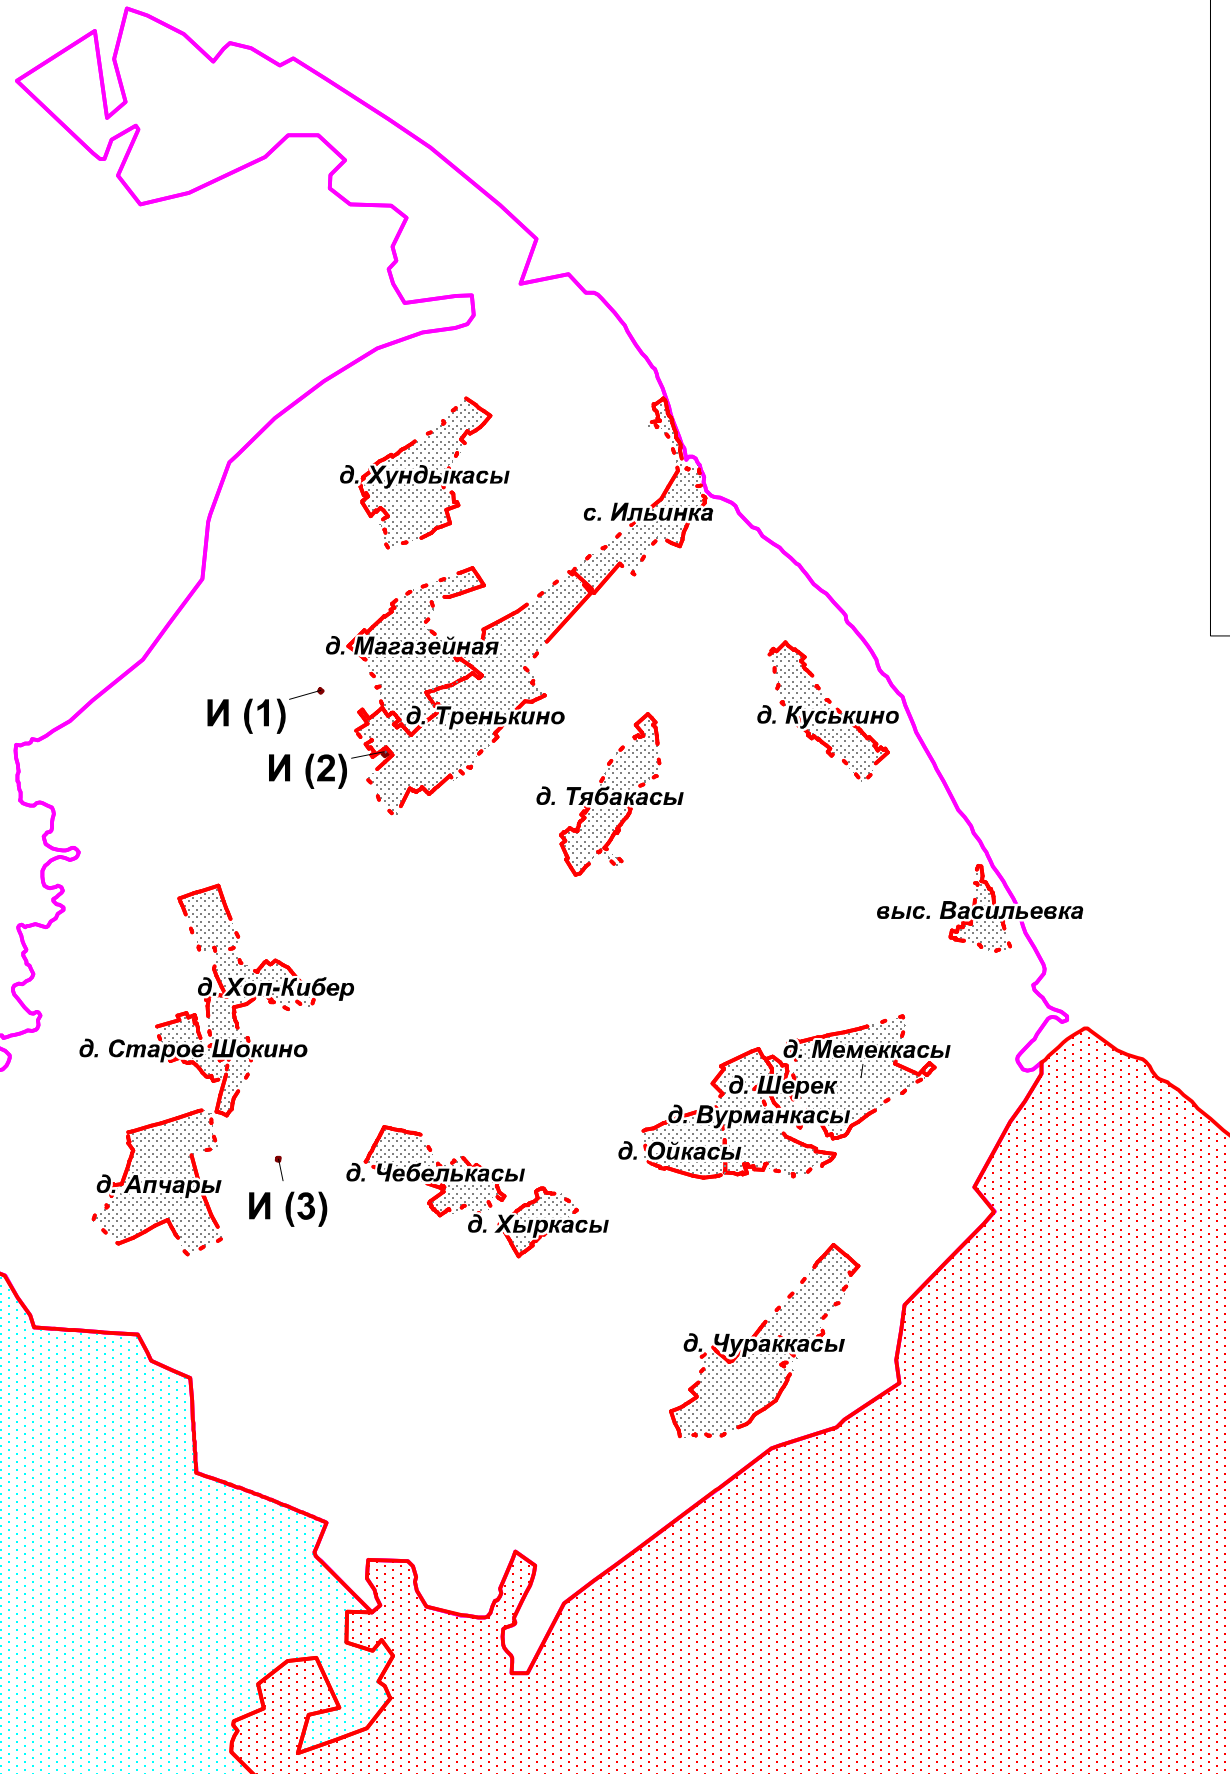 д. Хундыкасы
с. Ильинка
д. Магазейная
И (1)
д. Тренькино
д. Куськино
И (2)
д. Тябакасы
выс. Васильевка
д. Хоп-Кибер
д. Старое Шокино
д. Мемеккасы
д. Шерек
д. Вурманкасы
д. Ойкасы
д. Чебелькасы
д. Апчары
И (3)
д. Хыркасы
д. Чураккасы